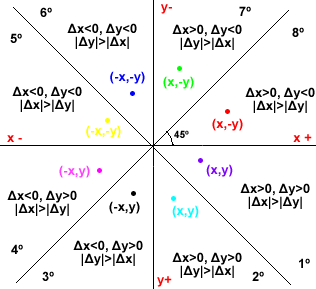 y-
6º
7º
Δx<0, Δy<0
|Δy|>|Δx|
Δx>0, Δy<0
|Δy|>|Δx|
5º
8º
(-x,-y)
(x,-y)
Δx<0, Δy<0
|Δx|>|Δy|
Δx>0, Δy<0
|Δx|>|Δy|
(-x,-y)
(x,-y)
45º
x -
x +
(-x,y)
(x,y)
Δx<0, Δy>0
|Δx|>|Δy|
Δx>0, Δy>0
|Δx|>|Δy|
(-x,y)
(x,y)
4º
1º
Δx<0, Δy>0
|Δy|>|Δx|
Δx>0, Δy>0
|Δy|>|Δx|
3º
2º
y+